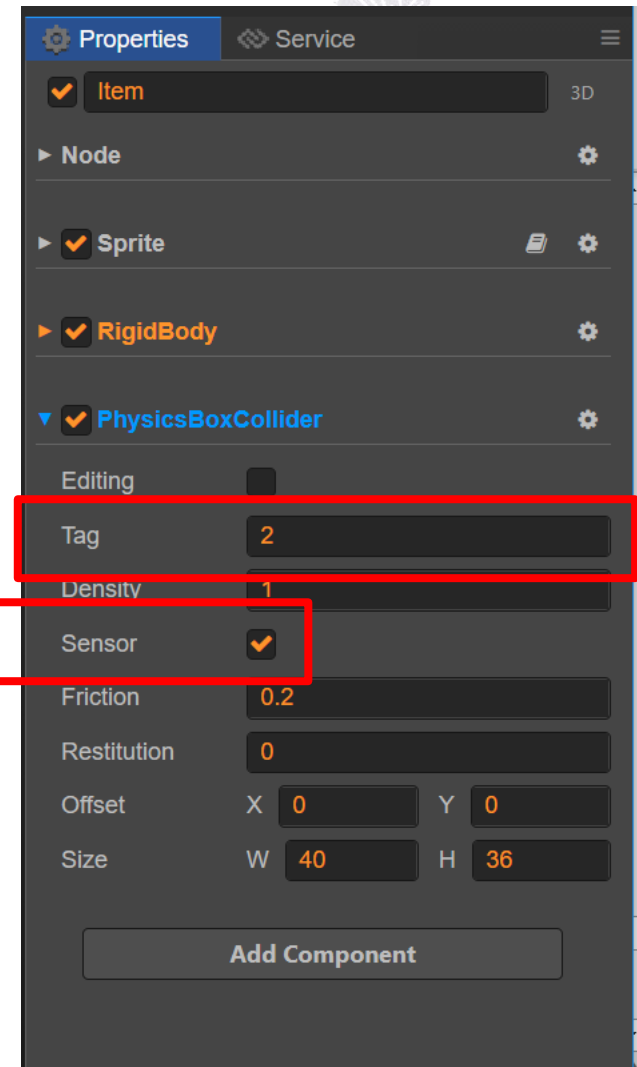 Properties Service
Item 3D
Node
Sprite
RigidBody
PhysicsBoxCollider
Editing
Tag 2
Density 1
Sensor
Friction 0.2
Restitution 0
Offset X 0 Y 0
Size W 40 H 36
Add Component